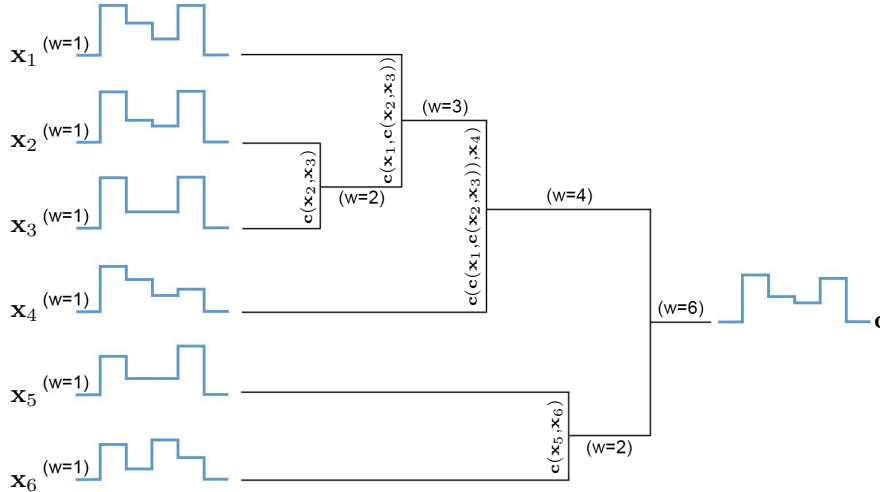 x₁ (w=1)
x₂ (w=1)
x₃ (w=1)
x₄ (w=1)
x₅ (w=1)
x₆ (w=1)
c(x₂,x₃)
(w=2)
c(x₁,c(x₂,x₃))
(w=3)
c(c(x₁,c(x₂,x₃)),x₄)
(w=4)
c(x₅,x₆)
(w=2)
(w=6)
c